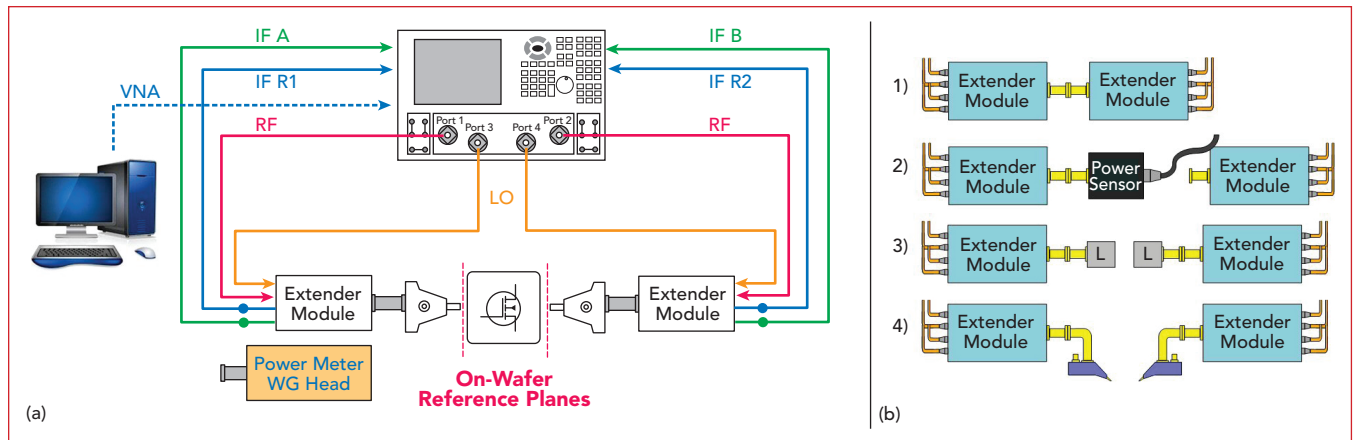 IF A
IF B
IF R1
IF R2
VNA
Port 1
Port 3
Port 4
Port 2
RF
RF
LO
Extender
Module
Extender
Module
Power Meter
WG Head
On-Wafer
Reference Planes
(a)
1)
Extender
Module
Extender
Module
2)
Extender
Module
Power
Sensor
Extender
Module
3)
Extender
Module
L
L
Extender
Module
4)
Extender
Module
Extender
Module
(b)